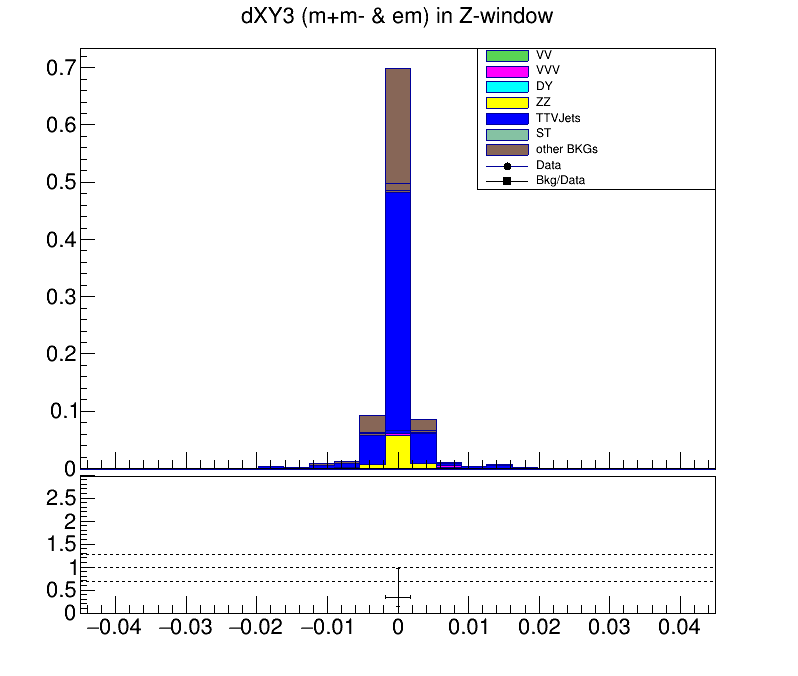 dXY3 (m+m- & em) in Z-window
0.7
0.6
0.5
0.4
0.3
0.2
0.1
0
VV
VVV
DY
ZZ
TTVJets
ST
other BKGs
Data
Bkg/Data
2.5
2
1.5
1
0.5
0
−0.04 −0.03 −0.02 −0.01 0 0.01 0.02 0.03 0.04